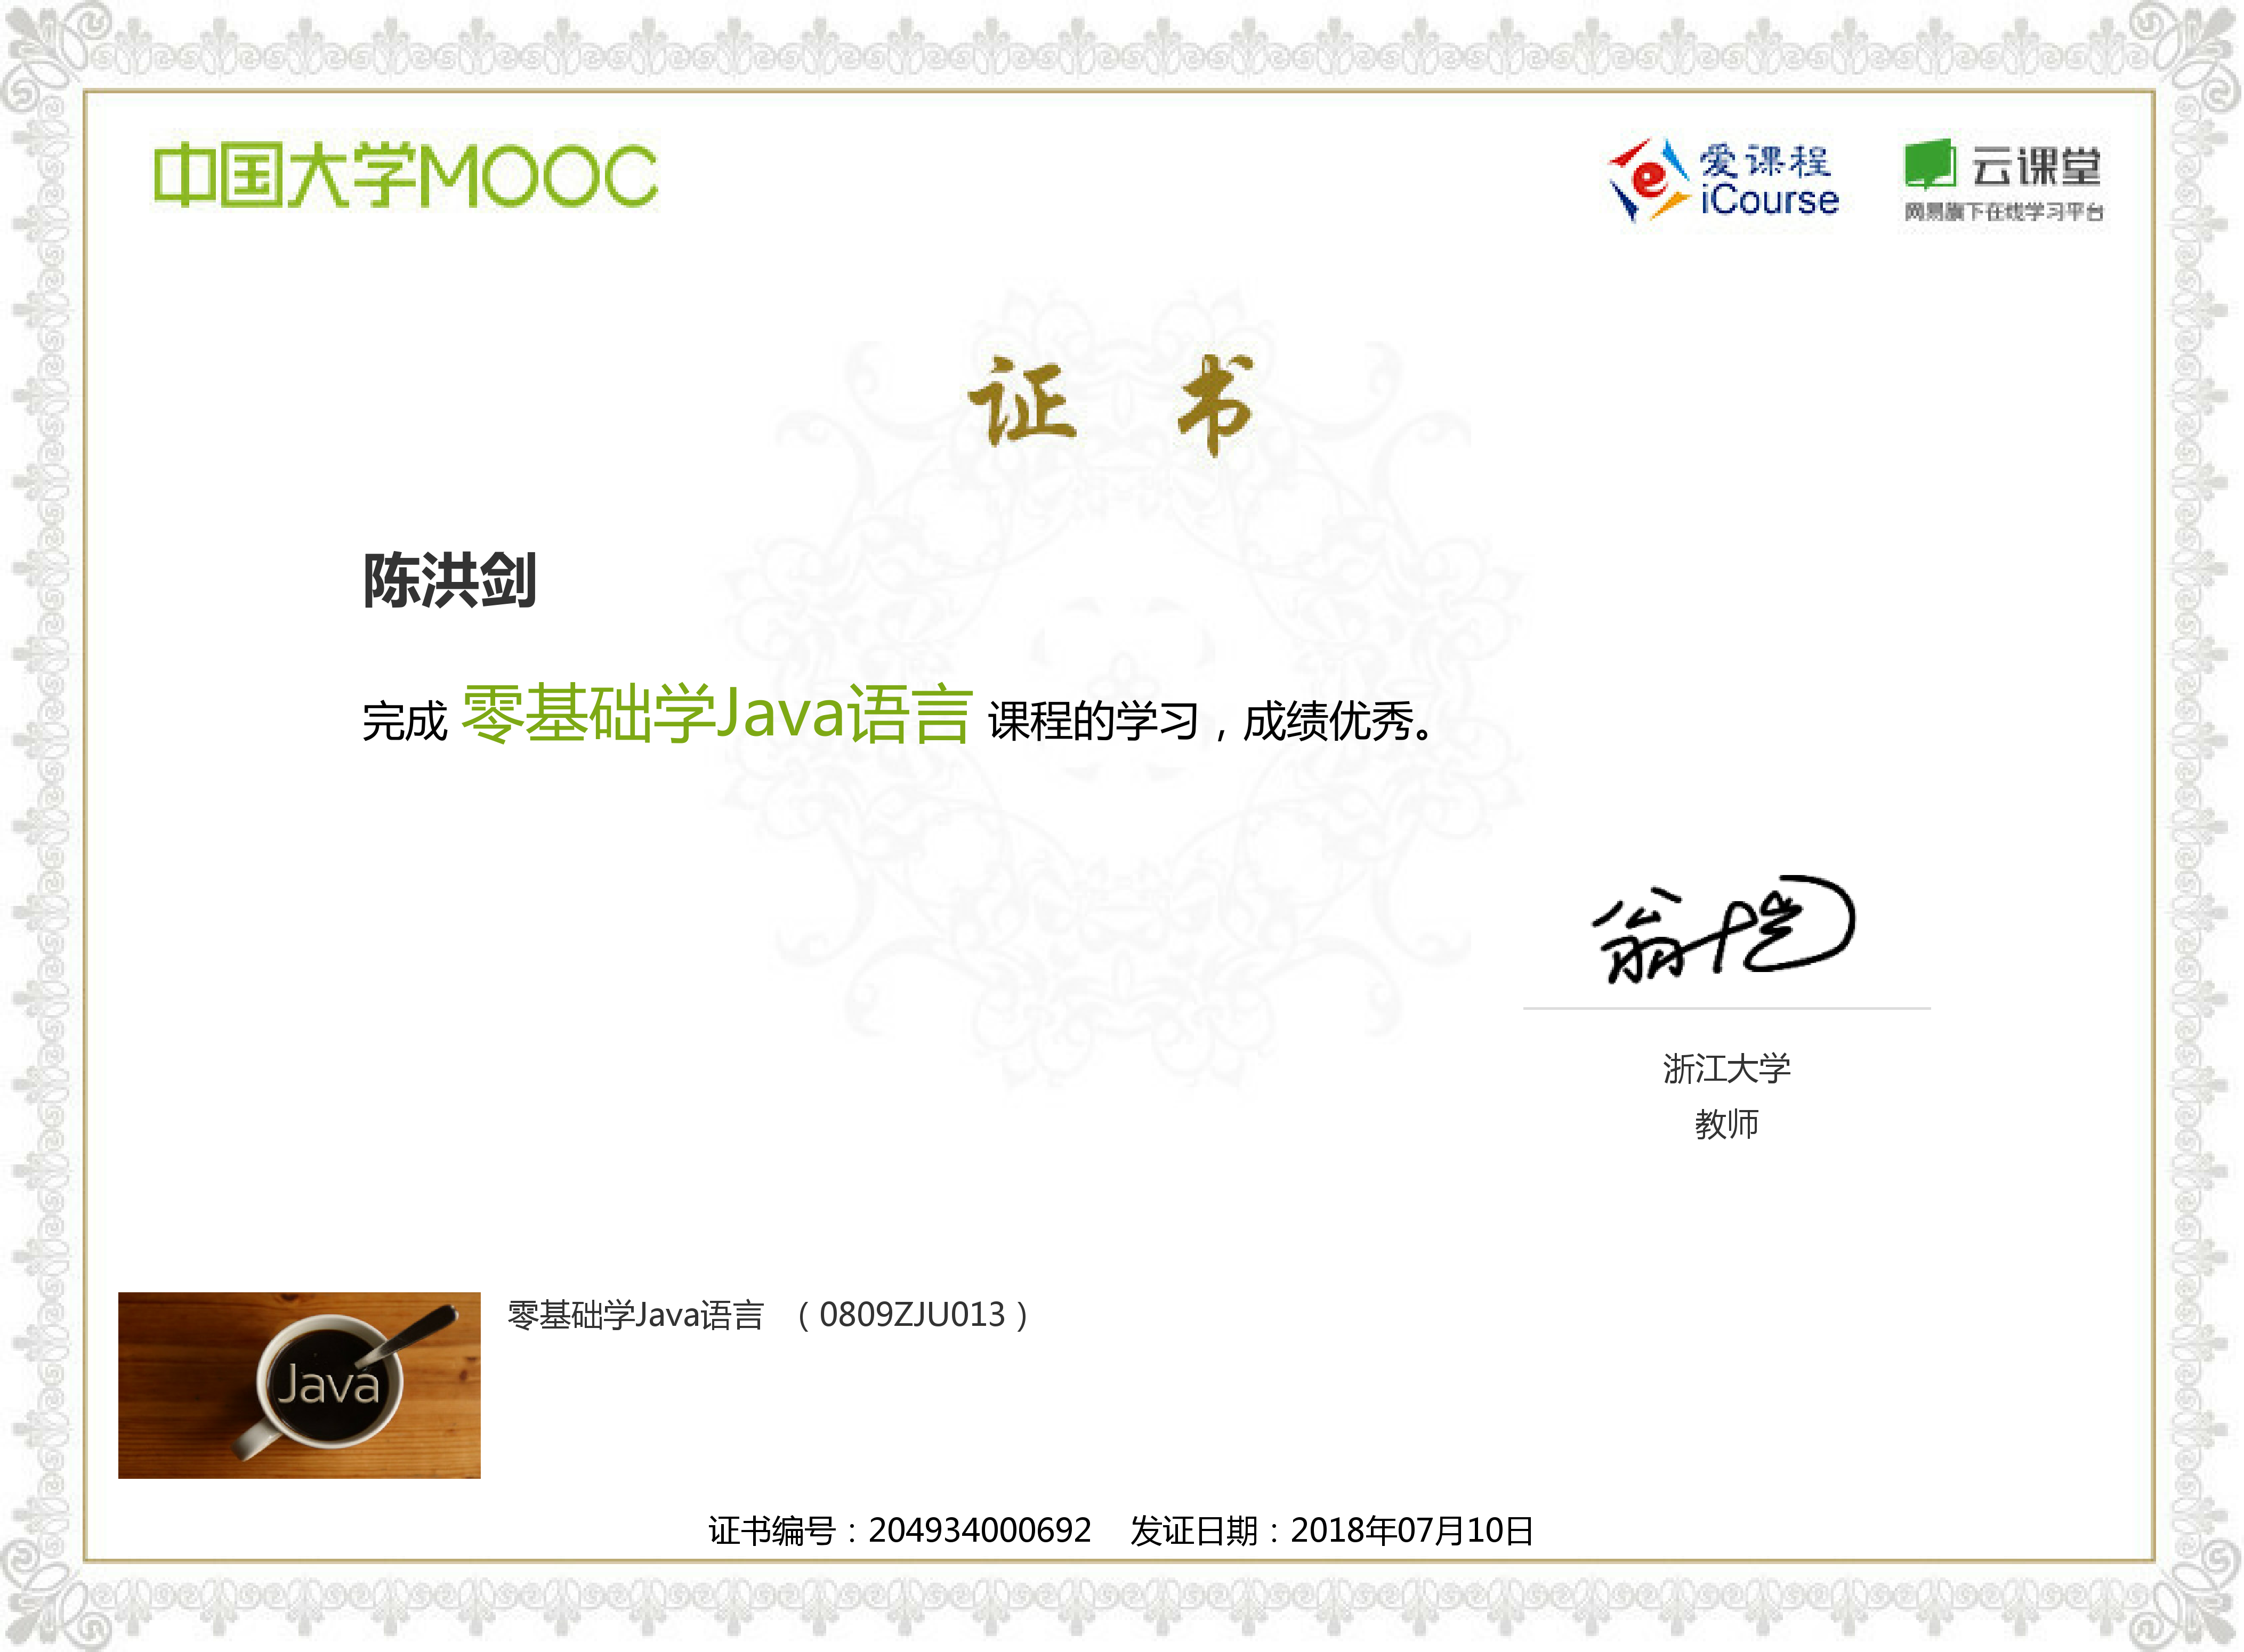 中国大学MOOC
爱课程
iCourse
云课堂
网易旗下在线学习平台
证 书
陈洪剑
完成 零基础学Java语言 课程的学习，成绩优秀。
翁恺
浙江大学
教师
Java
零基础学Java语言 （0809ZJU013）
证书编号：204934000692 发证日期：2018年07月10日